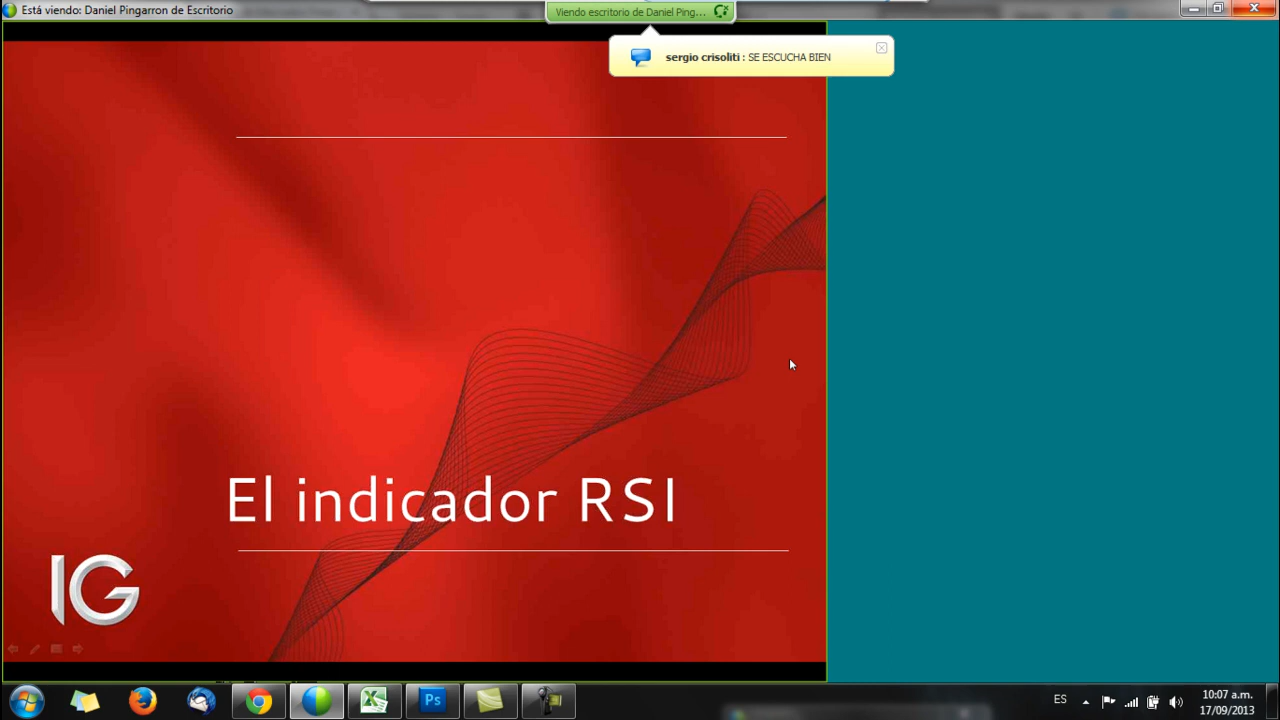 Está viendo: Daniel Pingarron de Escritorio
Viendo escritorio de Daniel Ping...
sergio crisoliti : SE ESCUCHA BIEN
El indicador RSI
IG
Ps
ES
10:07 a.m.
17/09/2013